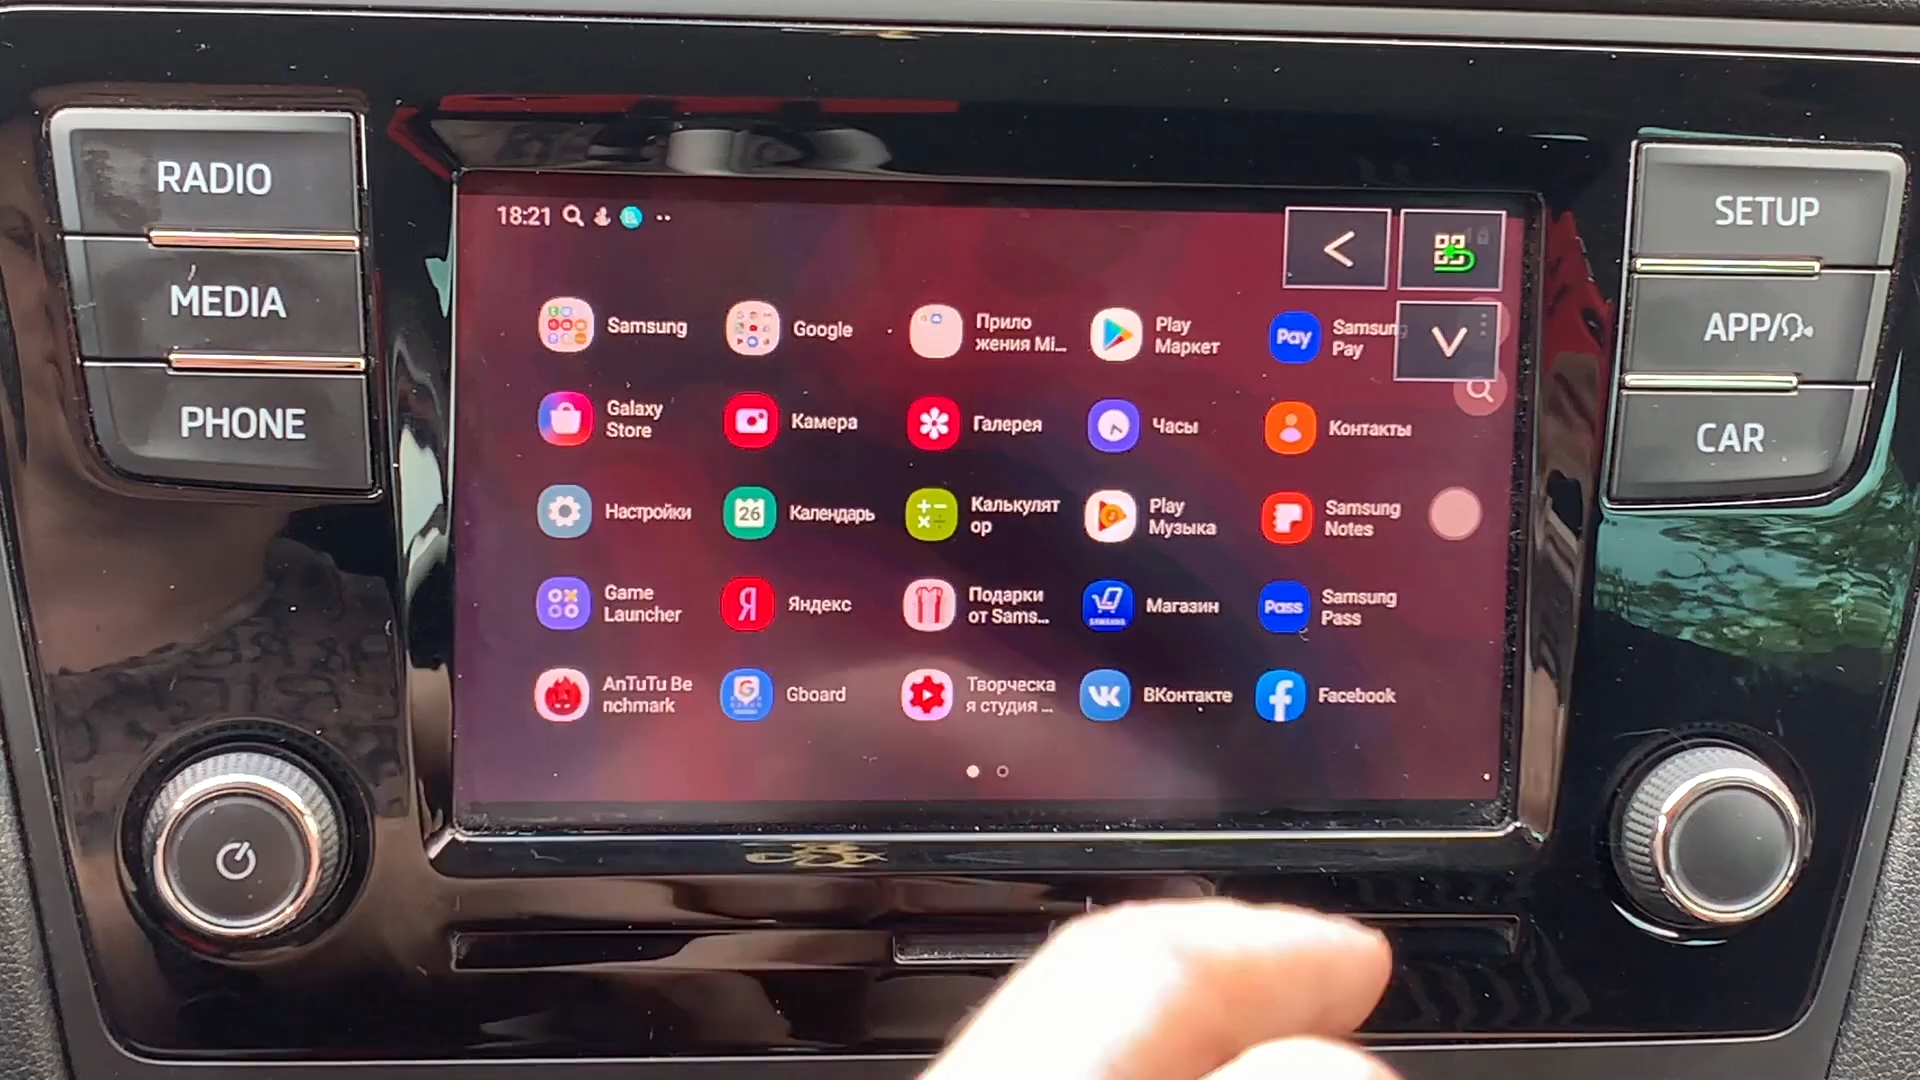 RADIO
MEDIA
PHONE
SETUP
APP/
CAR
18:21
<
Samsung
Google
Прило
жения Mi...
Play
Маркет
Pay
Samsung
Pay
Galaxy
Store
Камера
Галерея
Часы
Контакты
Настройки
26
Календарь
Калькулят
ор
Play
Музыка
Samsung
Notes
Game
Launcher
Я
Яндекс
Подарки
от Sams...
SAMSUNG
Магазин
Pass
Samsung
Pass
AnTuTu Be
nchmark
G
Gboard
Творческа
я студия ...
ВКонтакте
f
Facebook